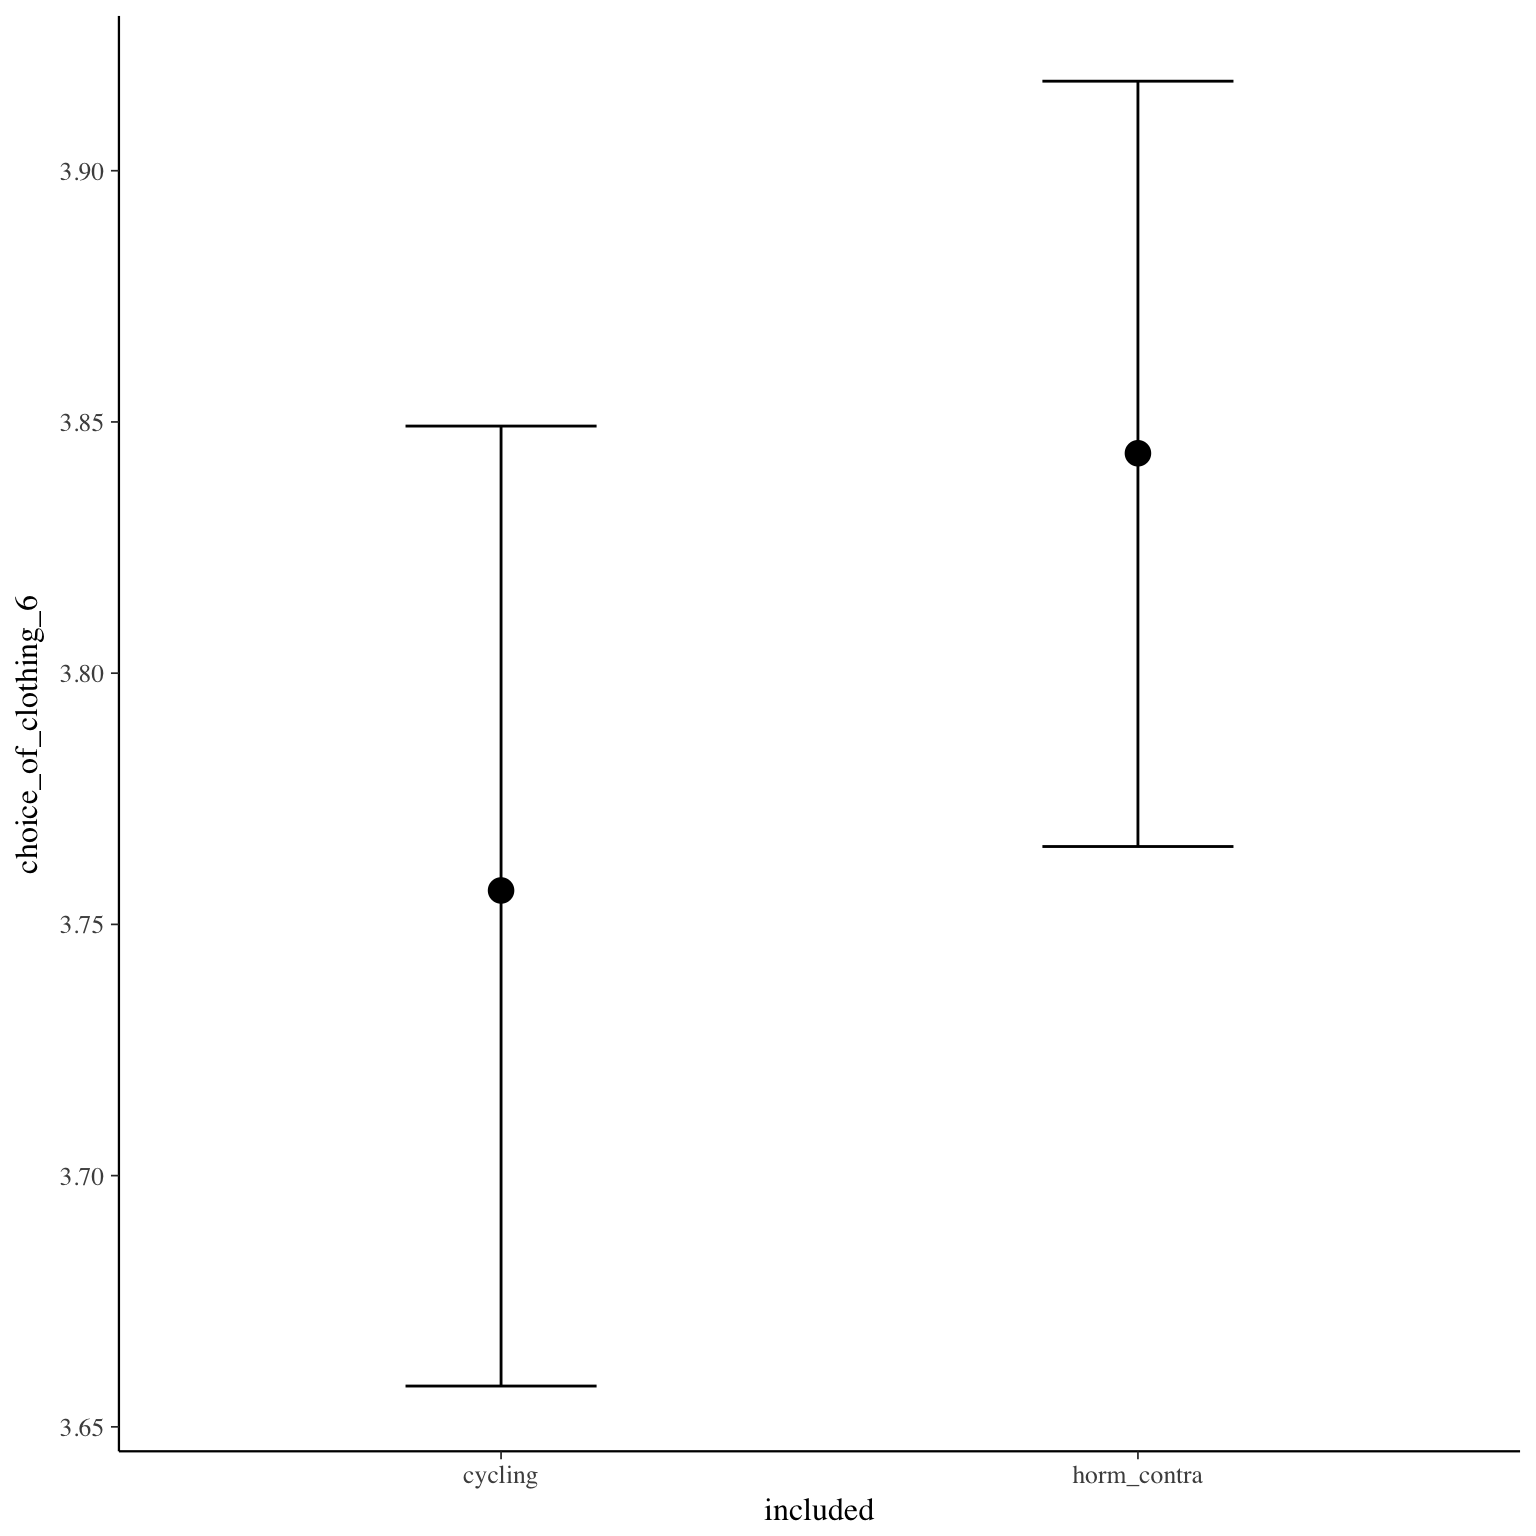 choice_of_clothing_6
3.90
3.85
3.80
3.75
3.70
3.65
cycling
horm_contra
included